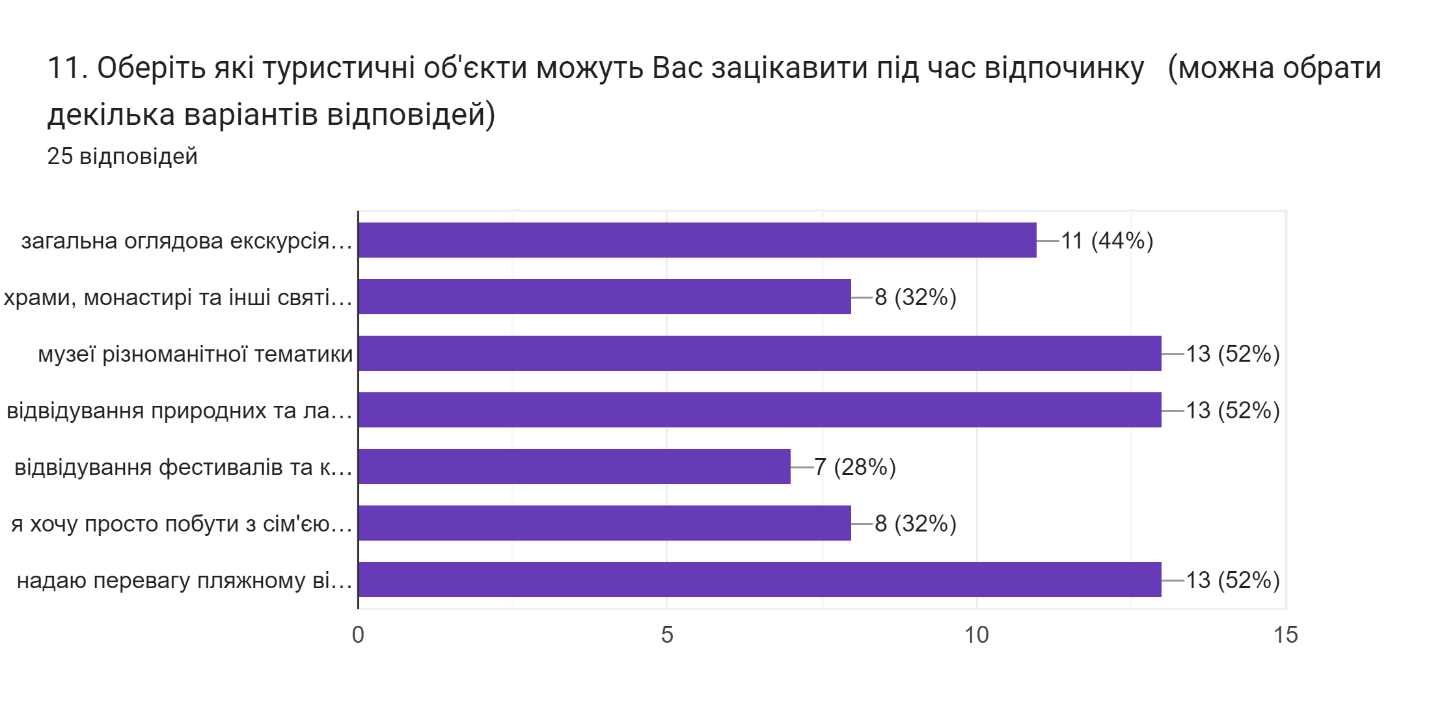 11. Оберіть які туристичні об'єкти можуть Вас зацікавити під час відпочинку (можна обрати
декілька варіантів відповідей)
25 відповідей
загальна оглядова екскурсія…
11 (44%)
храми, монастирі та інші святі…
8 (32%)
музеї різноманітної тематики
13 (52%)
відвідування природних та ла…
13 (52%)
відвідування фестивалів та к…
7 (28%)
я хочу просто побути з сім'єю…
8 (32%)
надаю перевагу пляжному ві…
13 (52%)
0 5 10 15